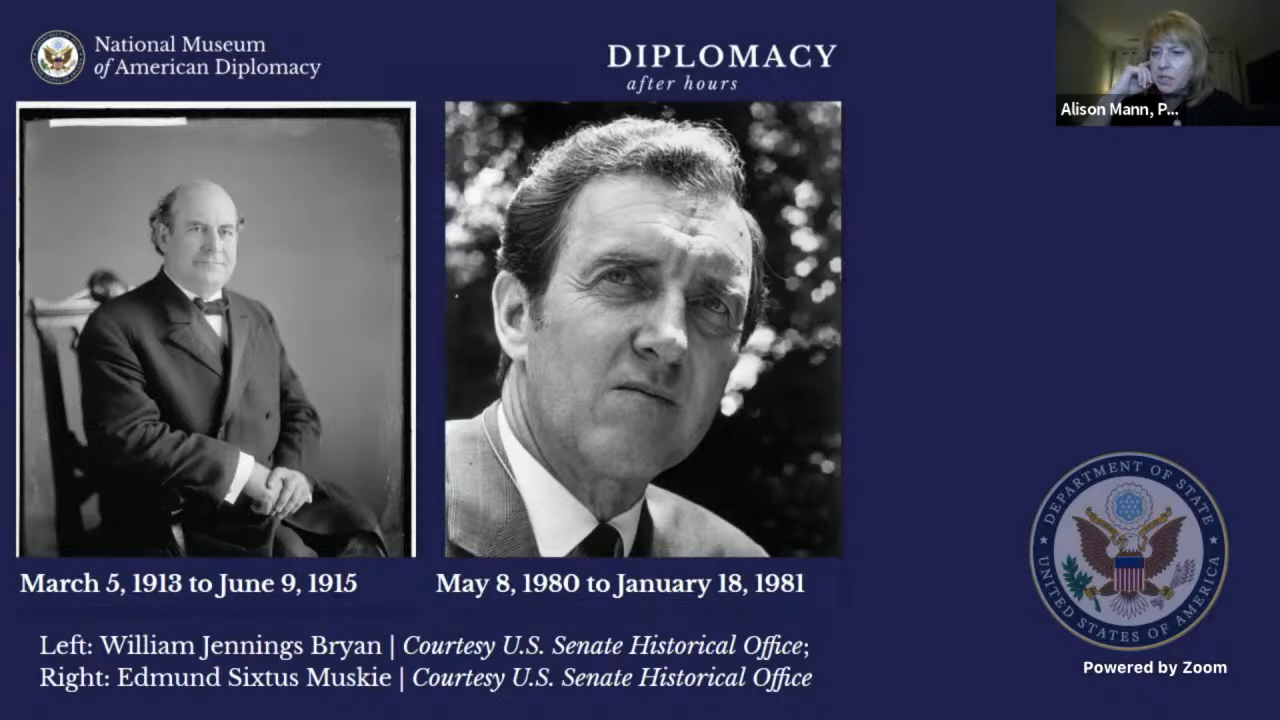 National Museum
of American Diplomacy
DIPLOMACY
after hours
Alison Mann, P...
March 5, 1913 to June 9, 1915
May 8, 1980 to January 18, 1981
Left: William Jennings Bryan | Courtesy U.S. Senate Historical Office;
Right: Edmund Sixtus Muskie | Courtesy U.S. Senate Historical Office
DEPARTMENT OF STATE
UNITED STATES OF AMERICA
Powered by Zoom